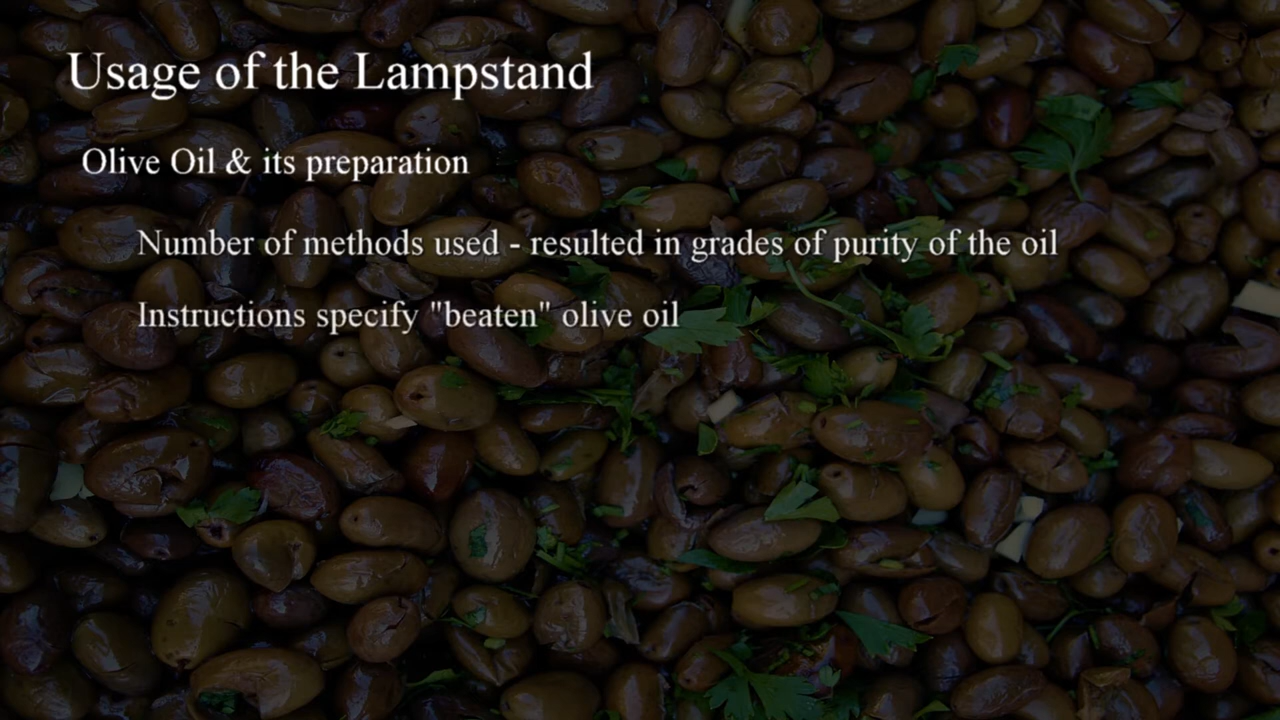 Usage of the Lampstand
Olive Oil & its preparation
Number of methods used - resulted in grades of purity of the oil
Instructions specify "beaten" olive oil